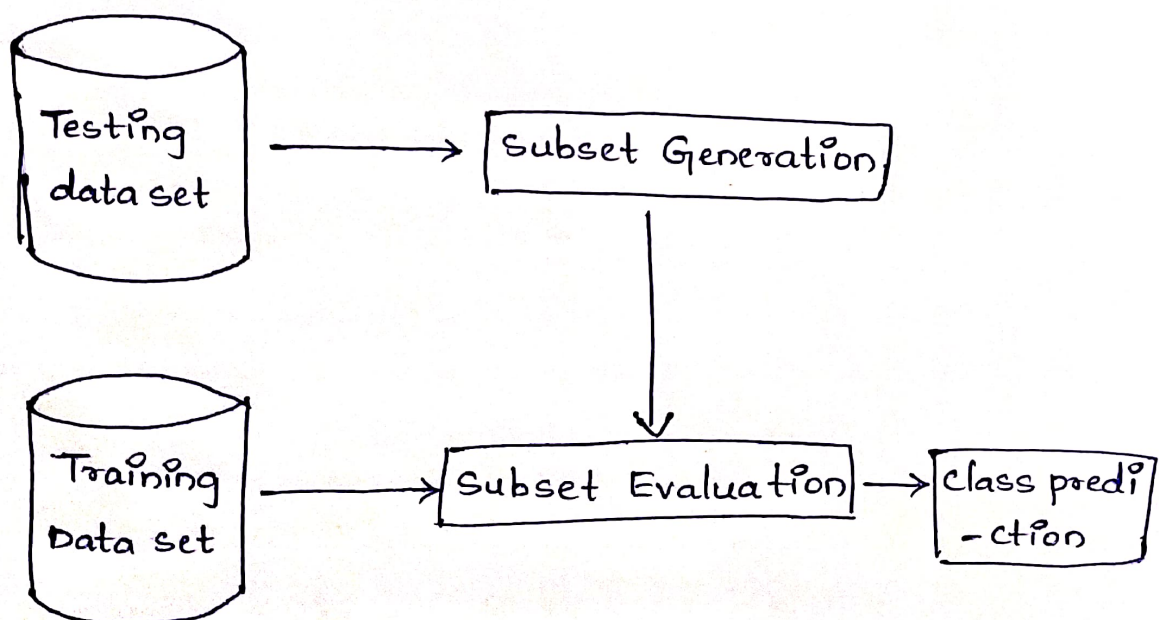 Testing
data set
Subset Generation
Training
Data set
Subset Evaluation
class predi
-ction